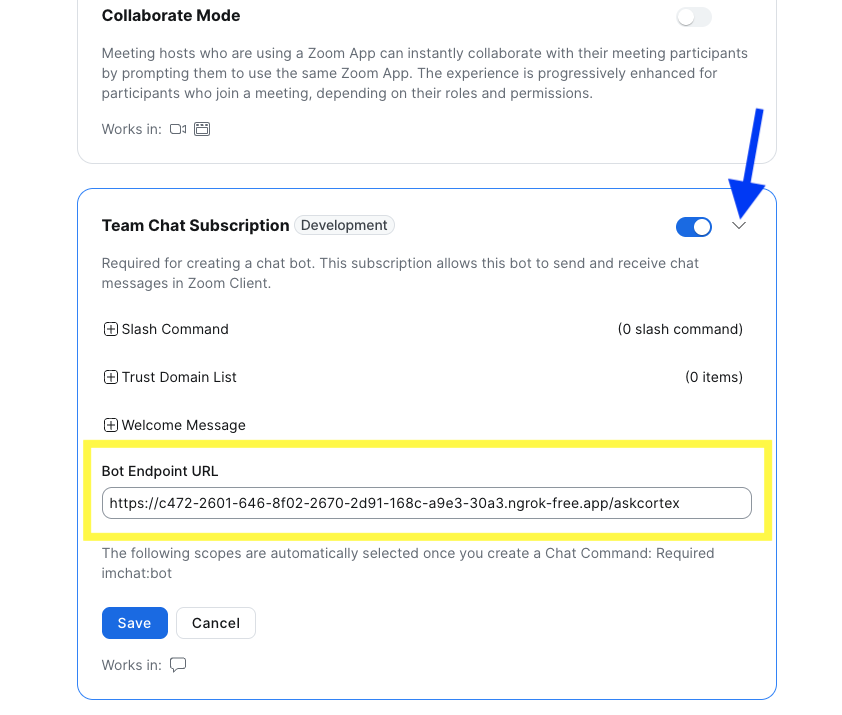 Collaborate Mode
Meeting hosts who are using a Zoom App can instantly collaborate with their meeting participants
by prompting them to use the same Zoom App. The experience is progressively enhanced for
participants who join a meeting, depending on their roles and permissions.
Works in:
Team Chat Subscription Development
Required for creating a chat bot. This subscription allows this bot to send and receive chat
messages in Zoom Client.
Slash Command (0 slash command)
Trust Domain List (0 items)
Welcome Message
Bot Endpoint URL
https://c472-2601-646-8f02-2670-2d91-168c-a9e3-30a3.ngrok-free.app/askcortex
The following scopes are automatically selected once you create a Chat Command: Required
imchat:bot
Save Cancel
Works in: